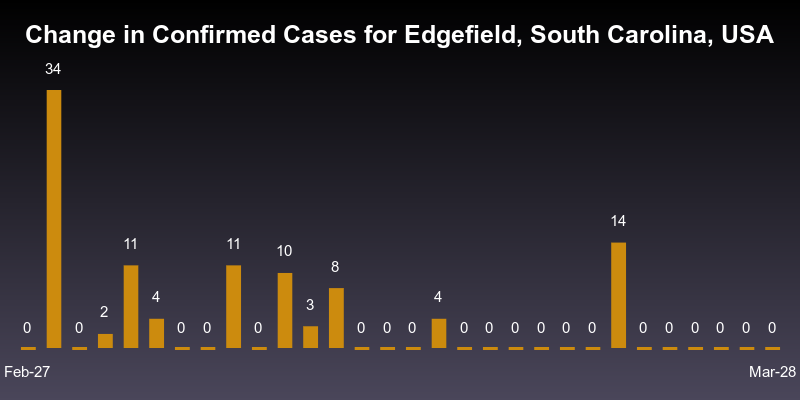 Change in Confirmed Cases for Edgefield, South Carolina, USA
0 34 0 2 11 4 0 0 11 0 10 3 8 0 0 0 4 0 0 0 0 0 0 14 0 0 0 0 0 0
Feb-27 Mar-28